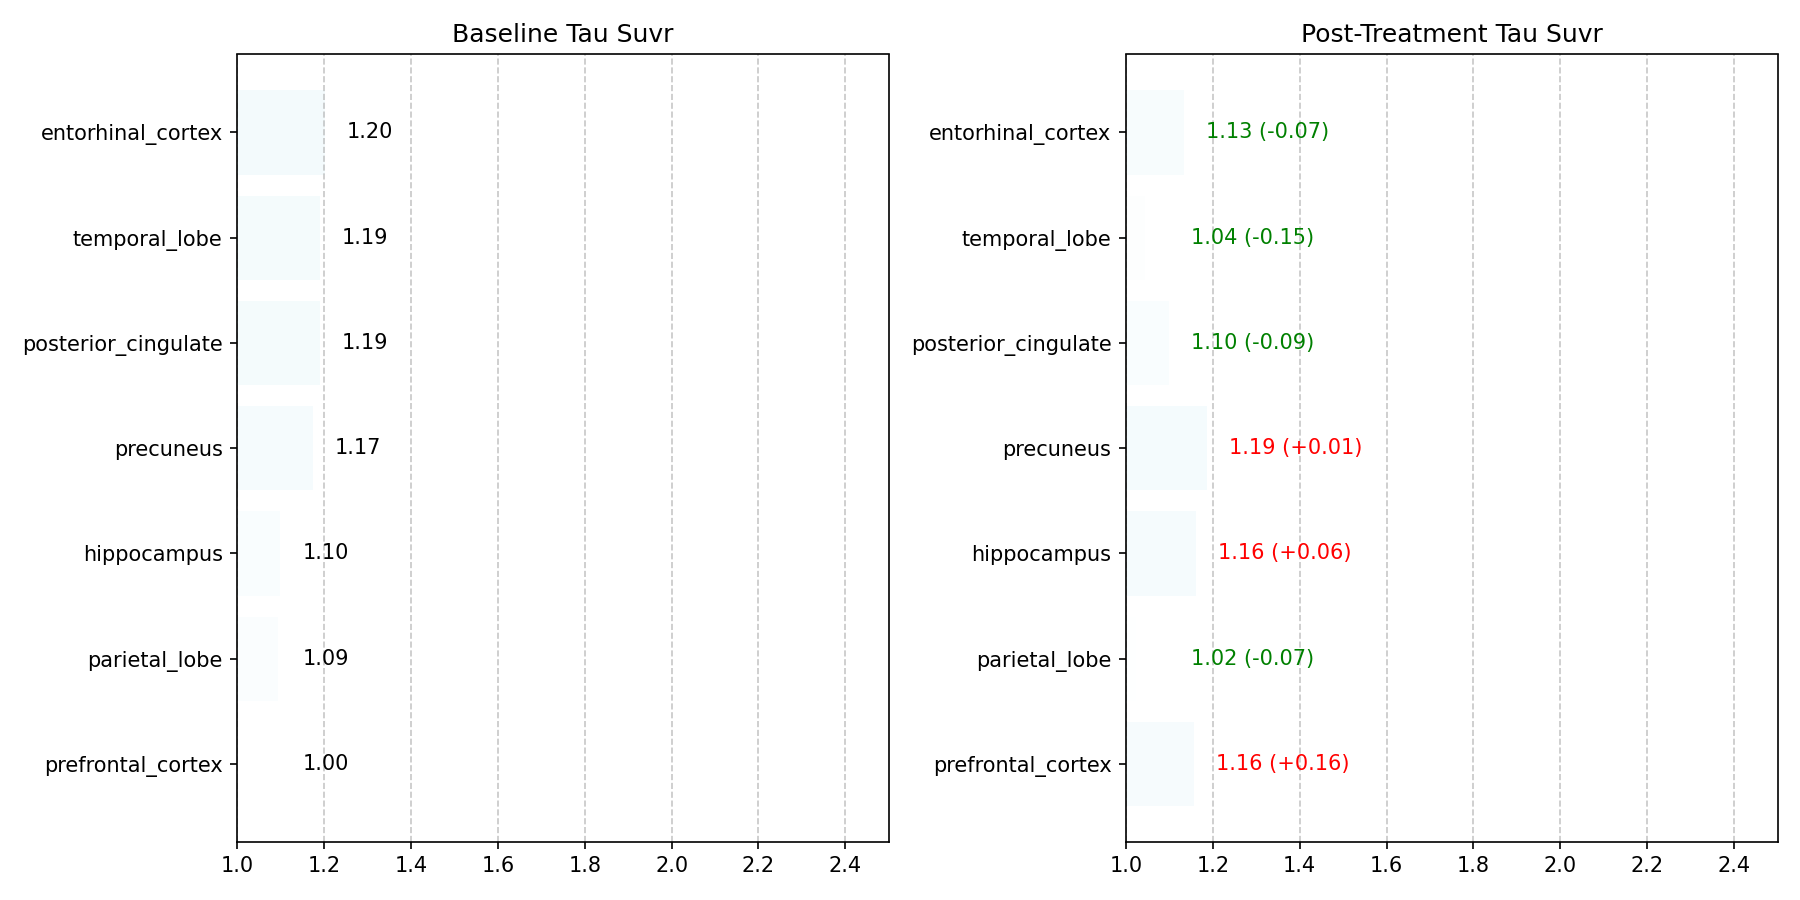 Baseline Tau Suvr
entorhinal_cortex 1.20
temporal_lobe 1.19
posterior_cingulate 1.19
precuneus 1.17
hippocampus 1.10
parietal_lobe 1.09
prefrontal_cortex 1.00
1.0 1.2 1.4 1.6 1.8 2.0 2.2 2.4
Post-Treatment Tau Suvr
entorhinal_cortex 1.13 (-0.07)
temporal_lobe 1.04 (-0.15)
posterior_cingulate 1.10 (-0.09)
precuneus 1.19 (+0.01)
hippocampus 1.16 (+0.06)
parietal_lobe 1.02 (-0.07)
prefrontal_cortex 1.16 (+0.16)
1.0 1.2 1.4 1.6 1.8 2.0 2.2 2.4